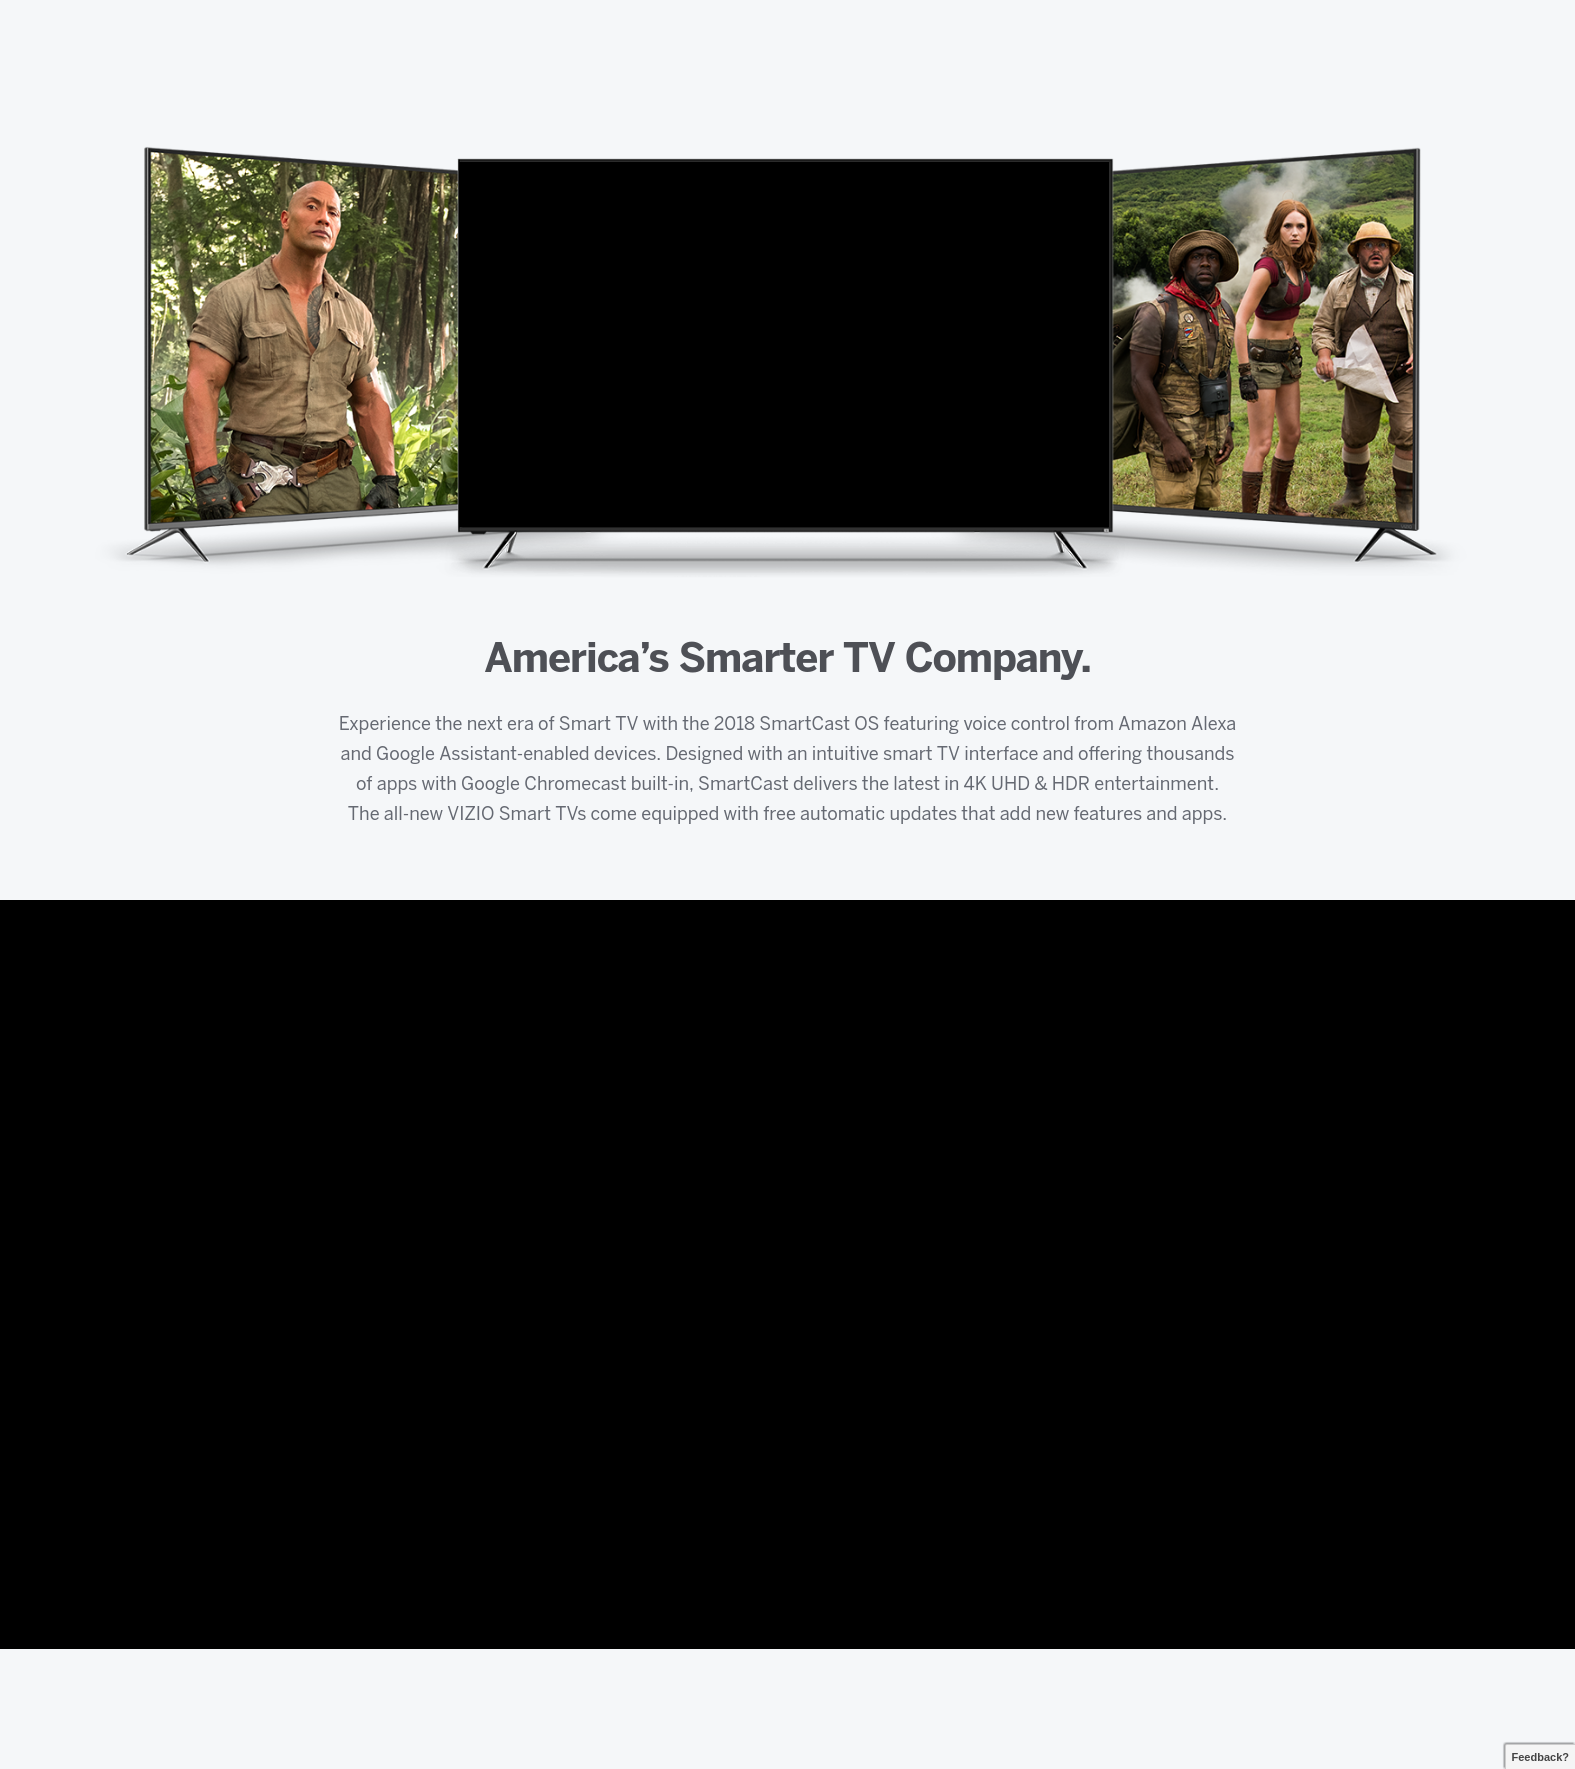 America’s Smarter TV Company.
Experience the next era of Smart TV with the 2018 SmartCast OS featuring voice control from Amazon Alexa
and Google Assistant-enabled devices. Designed with an intuitive smart TV interface and offering thousands
of apps with Google Chromecast built-in, SmartCast delivers the latest in 4K UHD & HDR entertainment.
The all-new VIZIO Smart TVs come equipped with free automatic updates that add new features and apps.
Feedback?